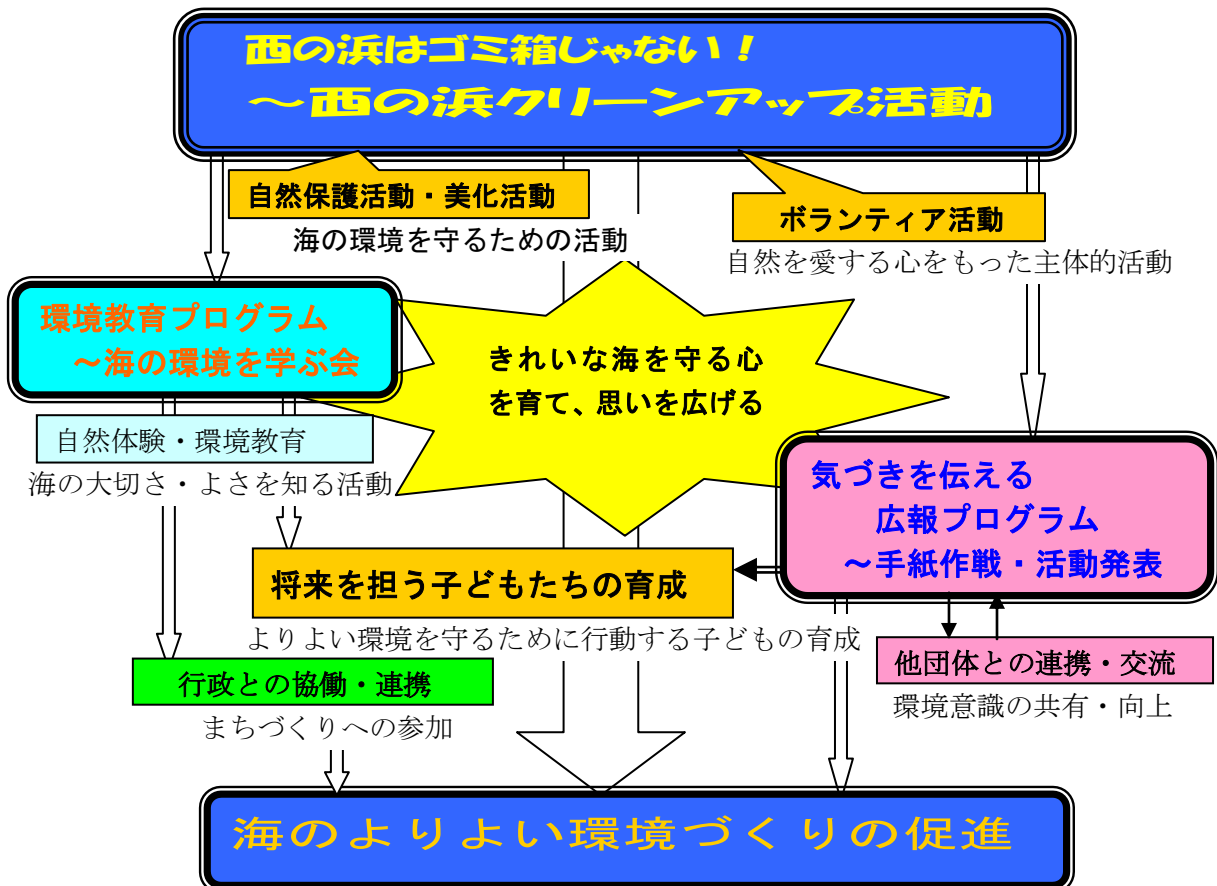 西の浜はゴミ箱じゃない！
～西の浜クリーンアップ活動
自然保護活動・美化活動
海の環境を守るための活動
ボランティア活動
自然を愛する心をもった主体的活動
環境教育プログラム
～海の環境を学ぶ会
きれいな海を守る心
を育て、思いを広げる
自然体験・環境教育
海の大切さ・よさを知る活動
気づきを伝える
広報プログラム
～手紙作戦・活動発表
将来を担う子どもたちの育成
よりよい環境を守るために行動する子どもの育成
他団体との連携・交流
環境意識の共有・向上
行政との協働・連携
まちづくりへの参加
海のよりよい環境づくりの促進